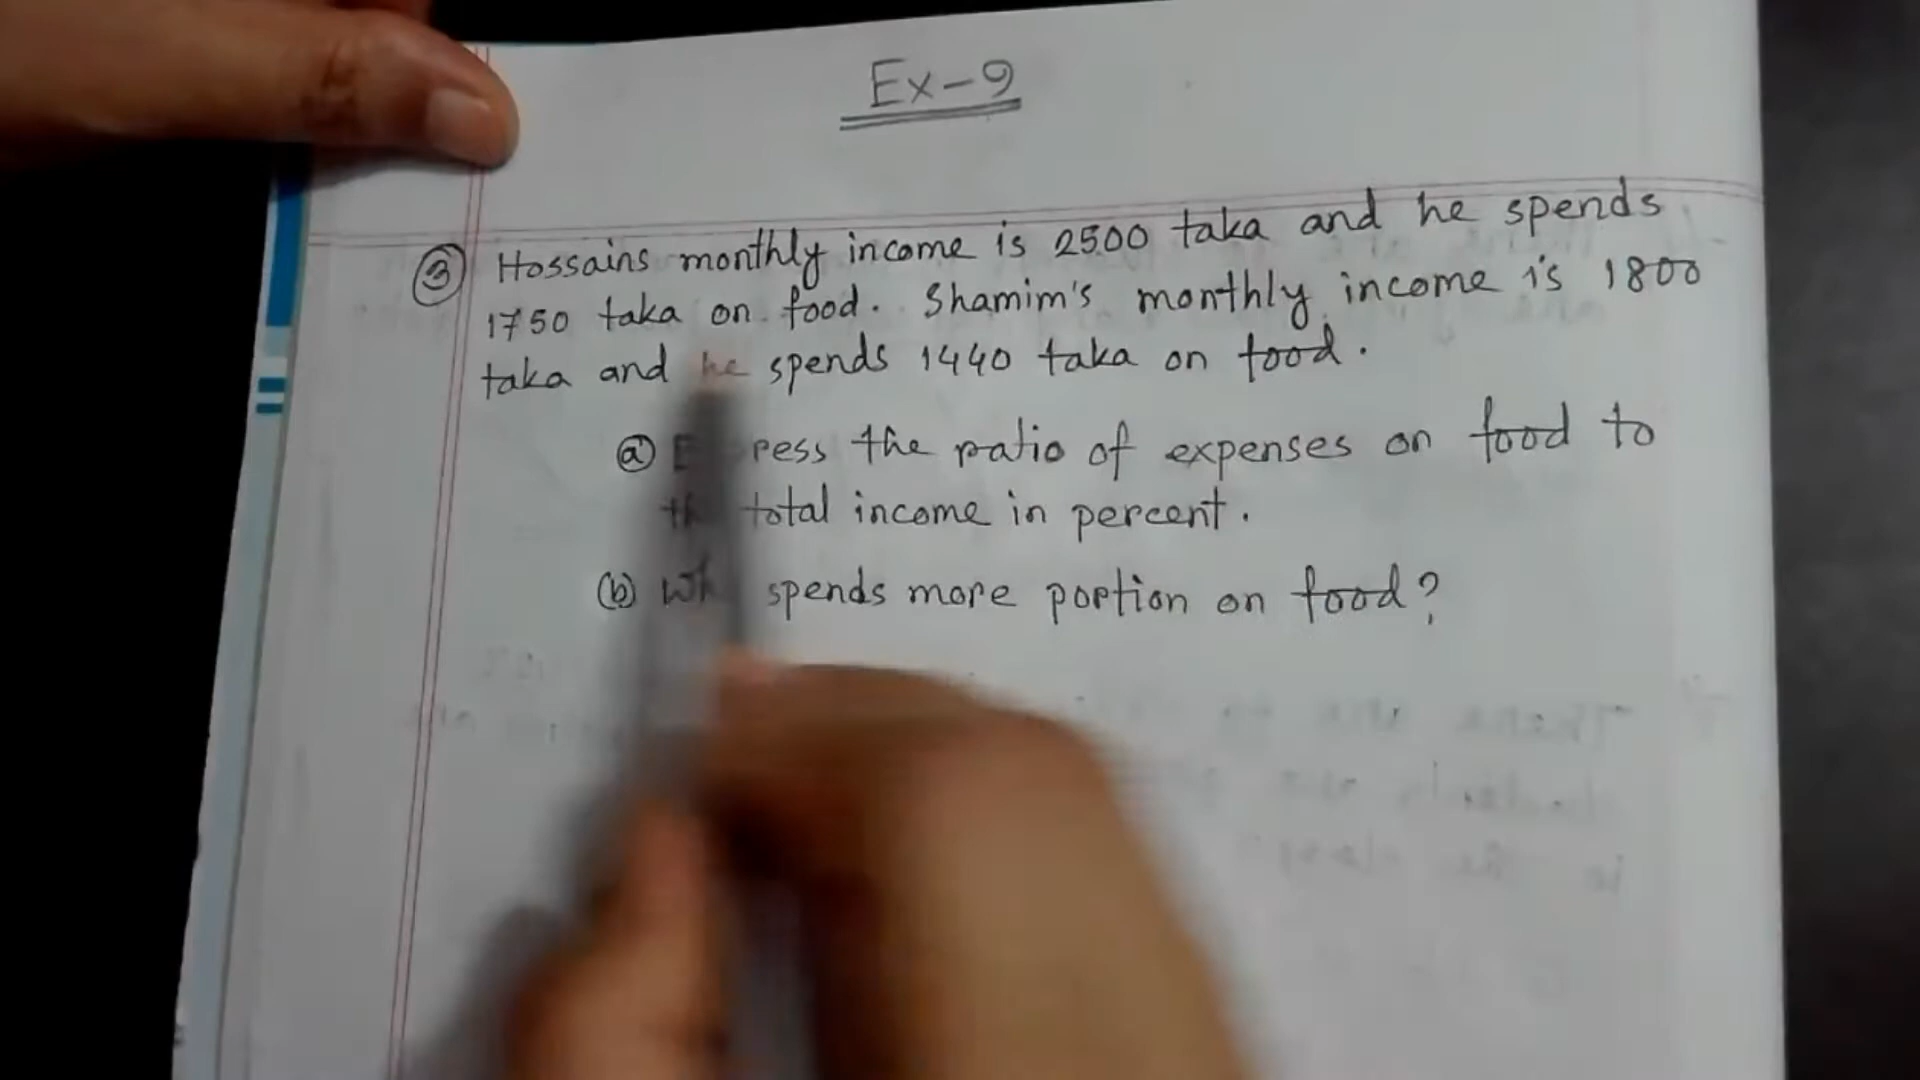 Ex-9
③ Hossains monthly income is 2500 taka and he spends
1750 taka on food. Shamim's monthly income is 1800
taka and he spends 1440 taka on food.
ⓐ the ratio of expenses on food to
total income in percent.
(b) spends more portion on food?